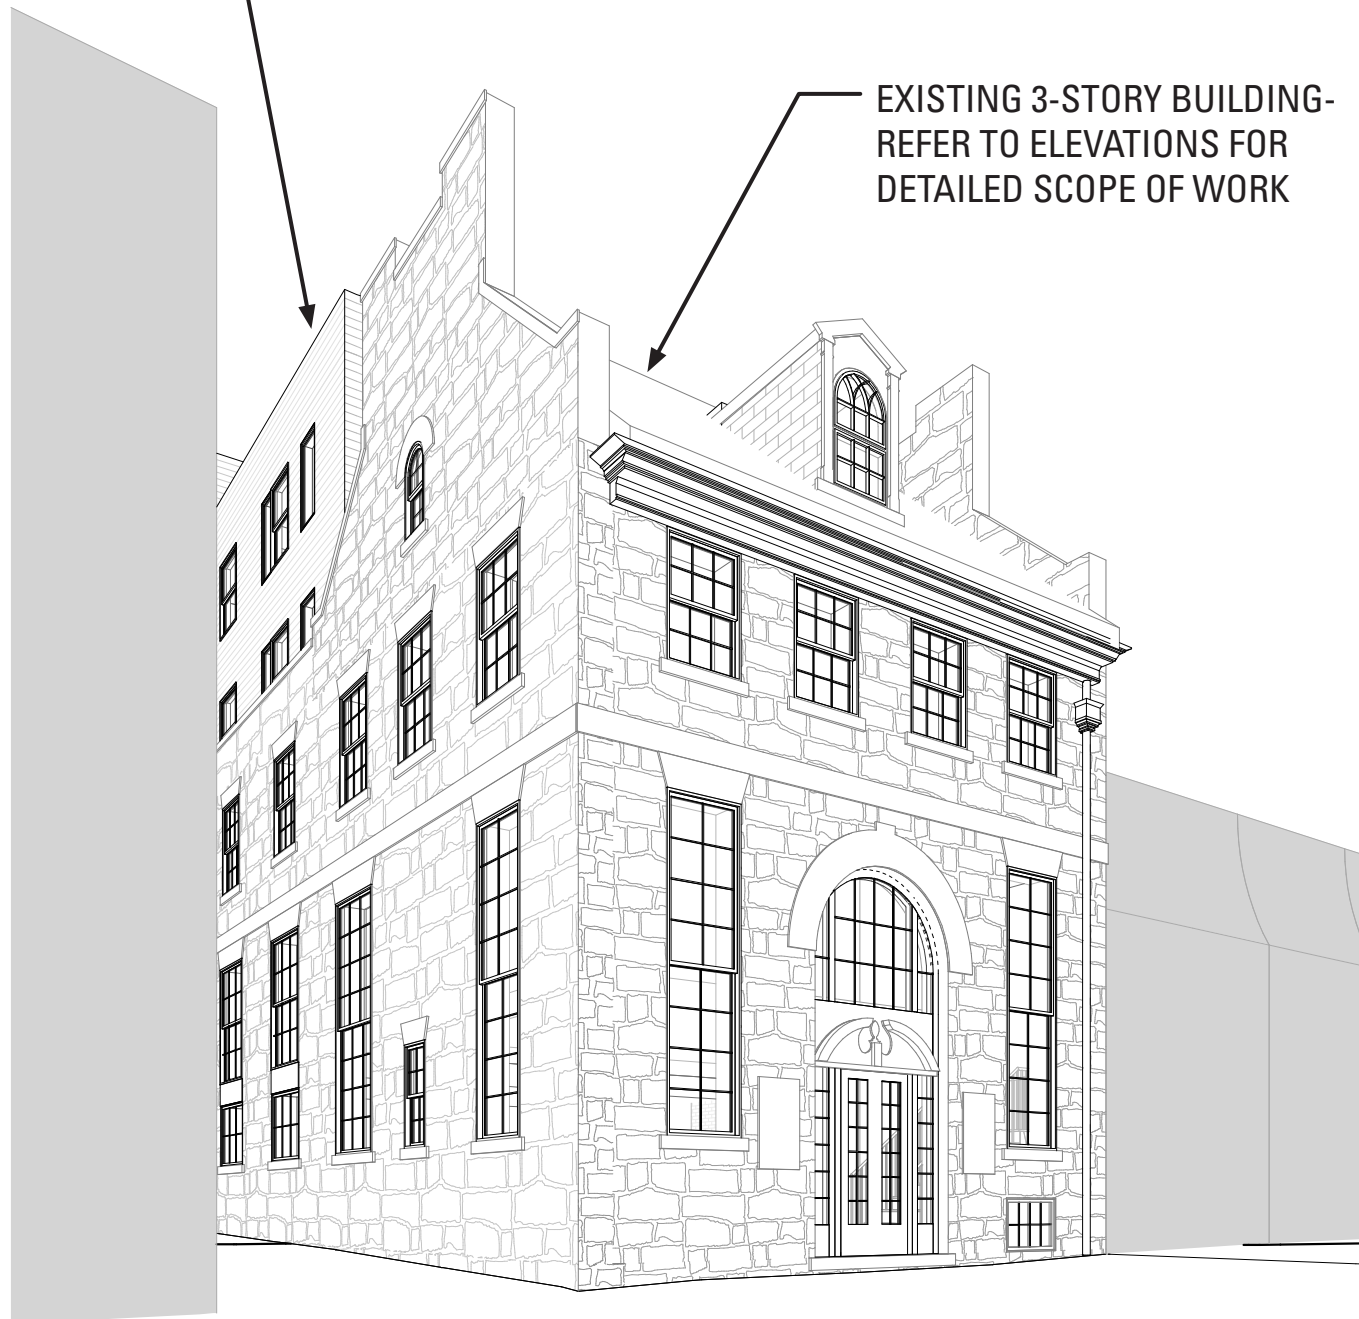 EXISTING 3-STORY BUILDING-
REFER TO ELEVATIONS FOR
DETAILED SCOPE OF WORK